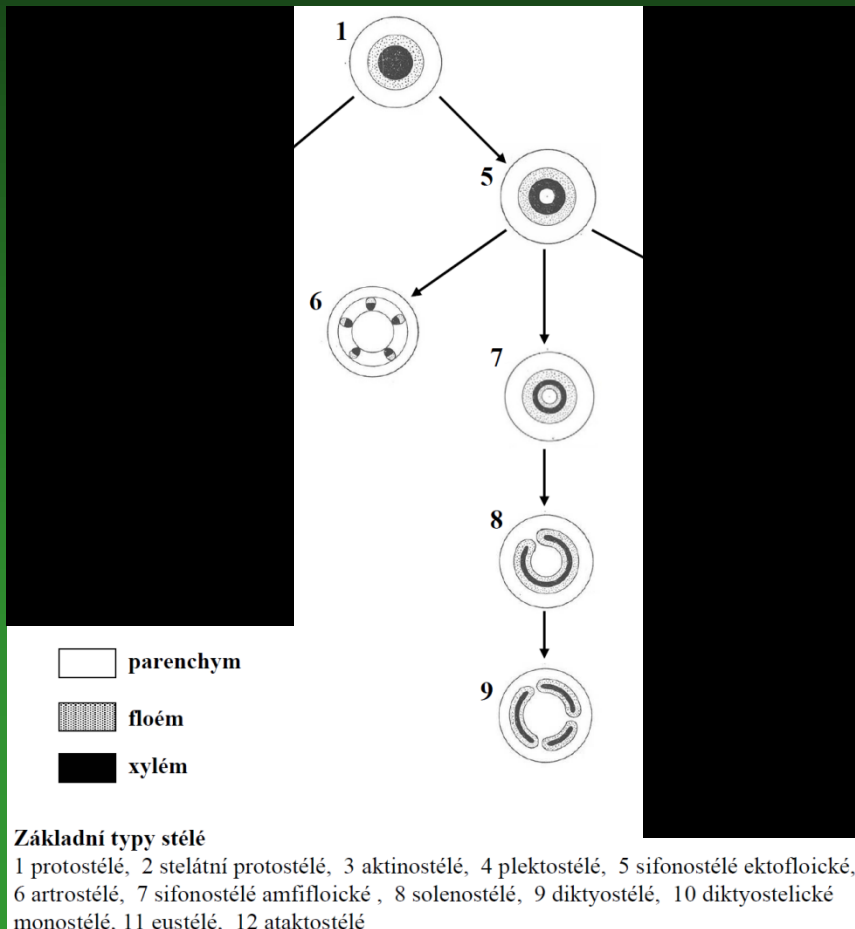 1
5
6
7
8
9
parenchym
floém
xylém
Základní typy stélé
1 protostélé, 2 stelátní protostélé, 3 aktinostélé, 4 plektostélé, 5 sifonostélé ektofloické,
6 artrostélé, 7 sifonostélé amfifloické , 8 solenostélé, 9 diktyostélé, 10 diktyostelické
monostélé, 11 eustélé, 12 ataktostélé